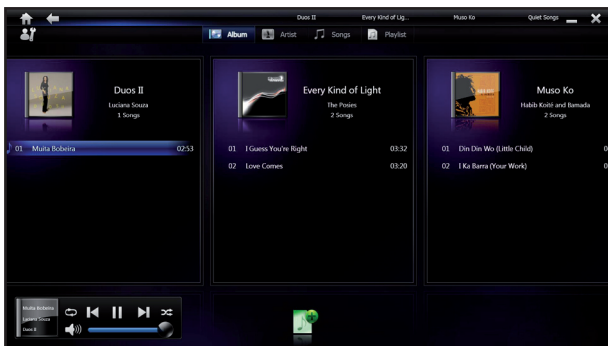 Duos II
Every Kind of Lig...
Muso Ko
Quiet Songs
Album
Artist
Songs
Playlist
Duos II
Luciana Souza
1 Songs
01 Muita Bobeira 02:53
Every Kind of Light
The Posies
2 Songs
01 I Guess You're Right 03:32
02 Love Comes 03:20
Muso Ko
Habib Koité and Bamada
2 Songs
01 Din Din Wo (Little Child) 0
02 I Ka Barra (Your Work) 0
Muita Bobeira
Luciana Souza
Duos II